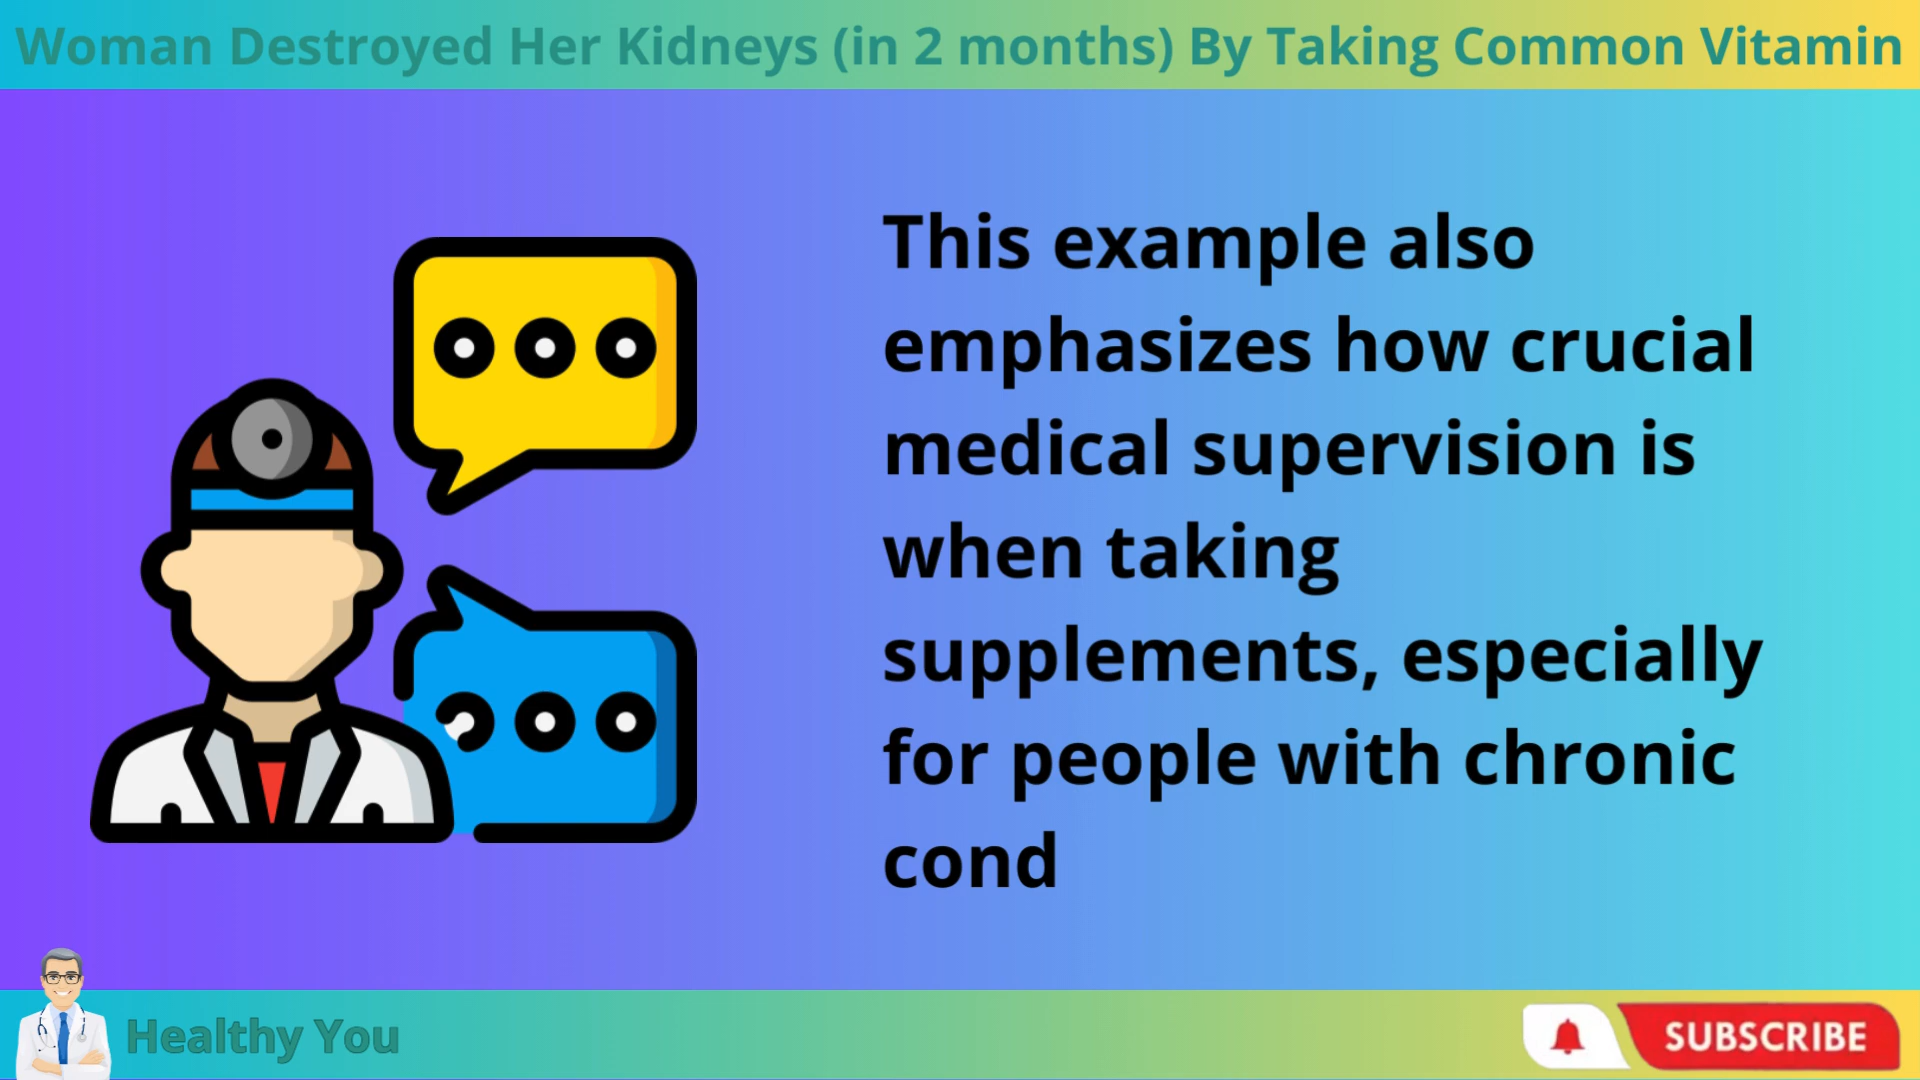 Woman Destroyed Her Kidneys (in 2 months) By Taking Common Vitamin
This example also
emphasizes how crucial
medical supervision is
when taking
supplements, especially
for people with chronic
cond
Healthy You
SUBSCRIBE